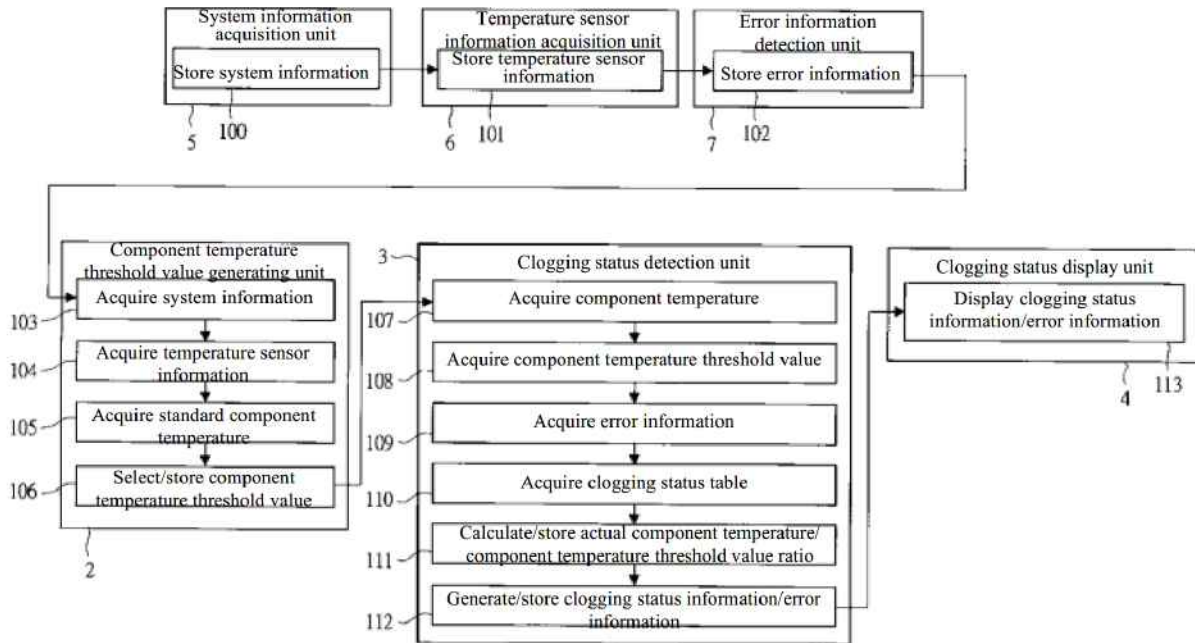 System information
acquisition unit
Store system information
5
100
Temperature sensor
information acquisition unit
Store temperature sensor
information
6
101
Error information
detection unit
Store error information
7
102
Component temperature
threshold value generating unit
Acquire system information
103
Acquire temperature sensor
information
104
Acquire standard component
temperature
105
Select/store component
temperature threshold value
106
2
3
Clogging status detection unit
Acquire component temperature
107
Acquire component temperature threshold value
108
Acquire error information
109
Acquire clogging status table
110
Calculate/store actual component temperature/
component temperature threshold value ratio
111
Generate/store clogging status information/error
information
112
Clogging status display unit
Display clogging status
information/error information
4
113